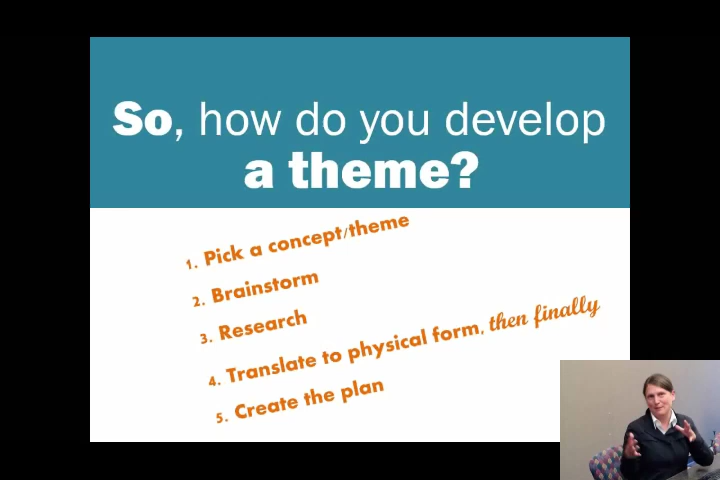 So, how do you develop
a theme?
1. Pick a concept/theme
2. Brainstorm
3. Research
4. Translate to physical form, then finally
5. Create the plan